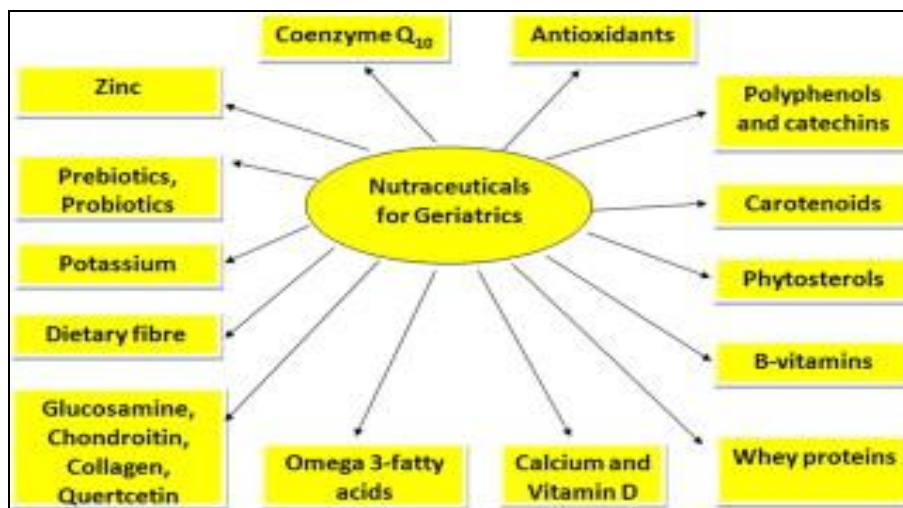 Coenzyme Q10
Antioxidants
Zinc
Polyphenols
and catechins
Prebiotics,
Probiotics
Nutraceuticals
for Geriatrics
Carotenoids
Potassium
Phytosterols
Dietary fibre
B-vitamins
Glucosamine,
Chondroitin,
Collagen,
Quertcetin
Omega 3-fatty
acids
Calcium and
Vitamin D
Whey proteins